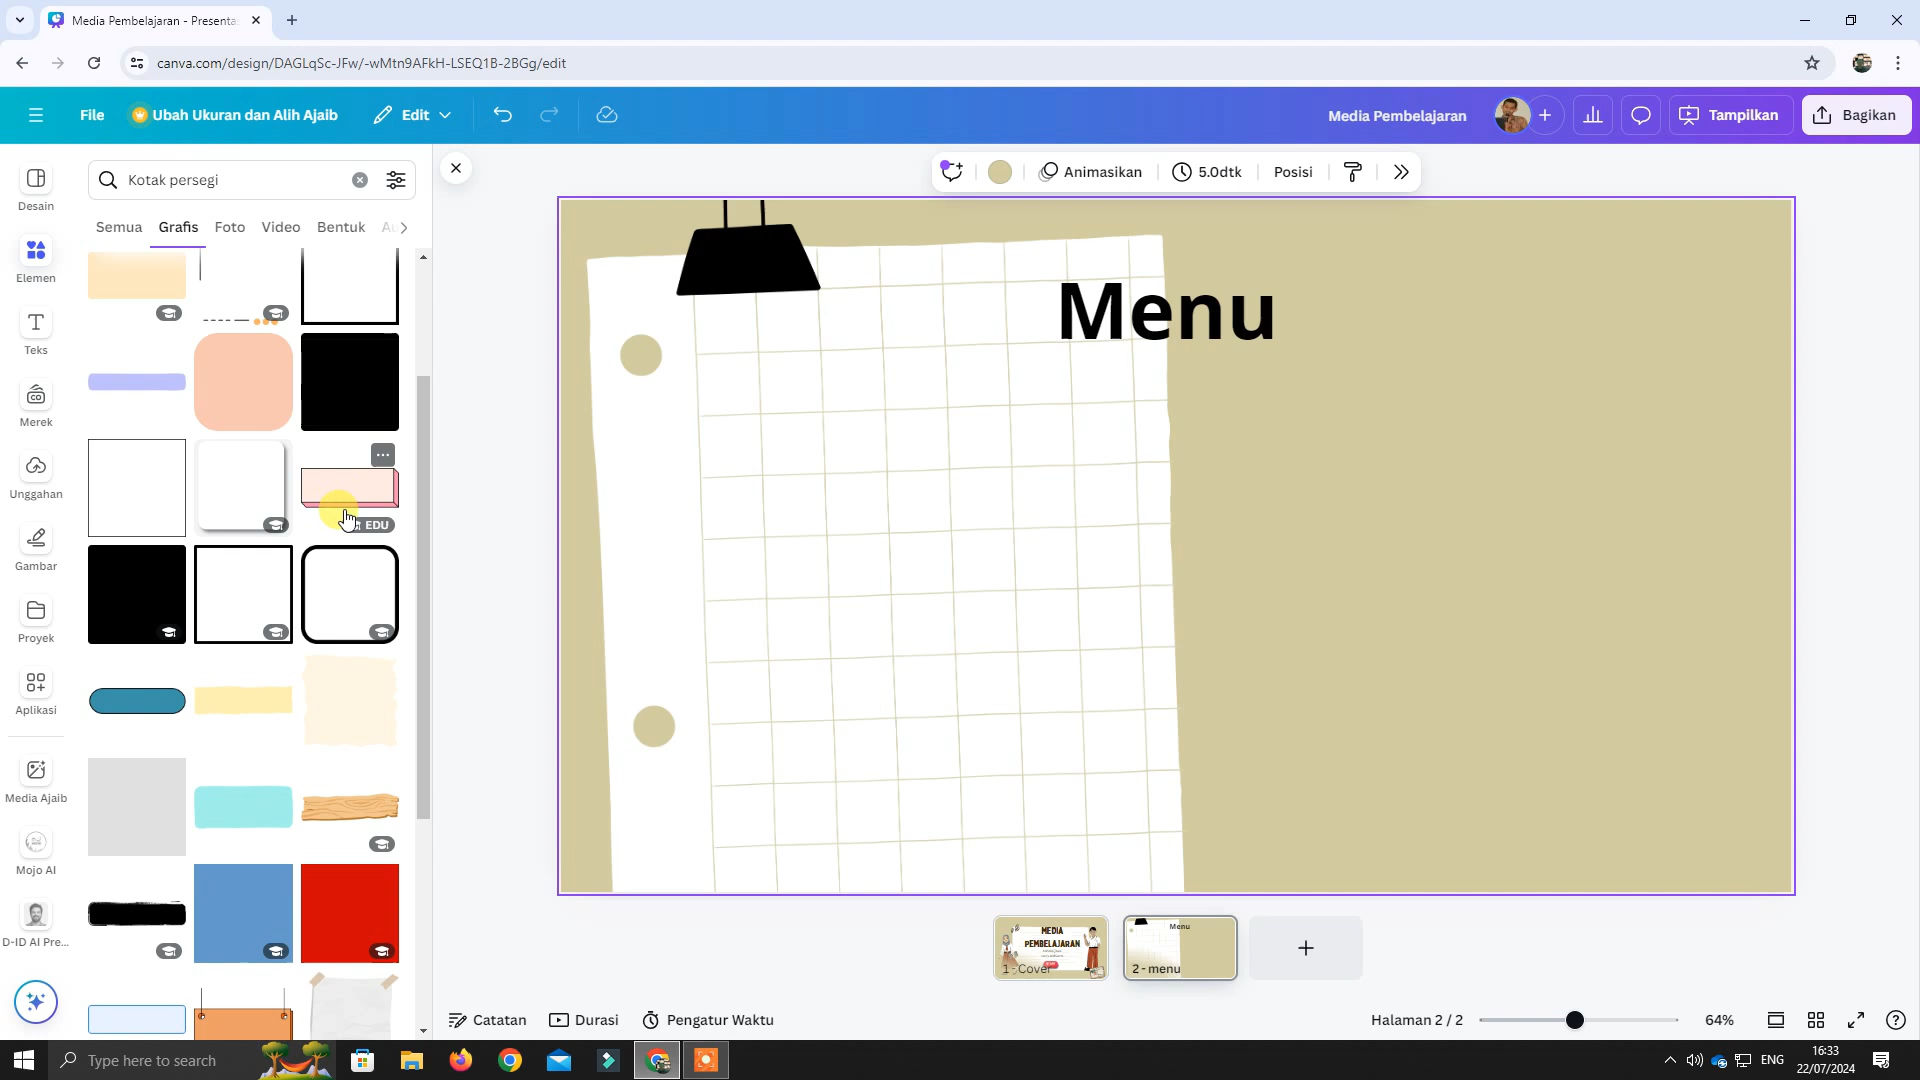 Media Pembelajaran - Presenta
canva.com/design/DAGLqSc-JFw/-wMtn9AFkH-LSEQ1B-2BGg/edit
File
Ubah Ukuran dan Alih Ajaib
Edit
Media Pembelajaran
Tampilkan
Bagikan
Desain
Elemen
Teks
Merek
Unggahan
Gambar
Proyek
Aplikasi
Media Ajaib
Mojo AI
D-ID AI Pre...
Kotak persegi
Semua Grafis Foto Video Bentuk
EDU
Animasikan
5.0dtk
Posisi
Menu
MEDIA
PEMBELAJARAN
1 - Cover
Menu
2 - menu
Catatan
Durasi
Pengatur Waktu
Halaman 2 / 2
64%
Type here to search
ENG
16:33
22/07/2024